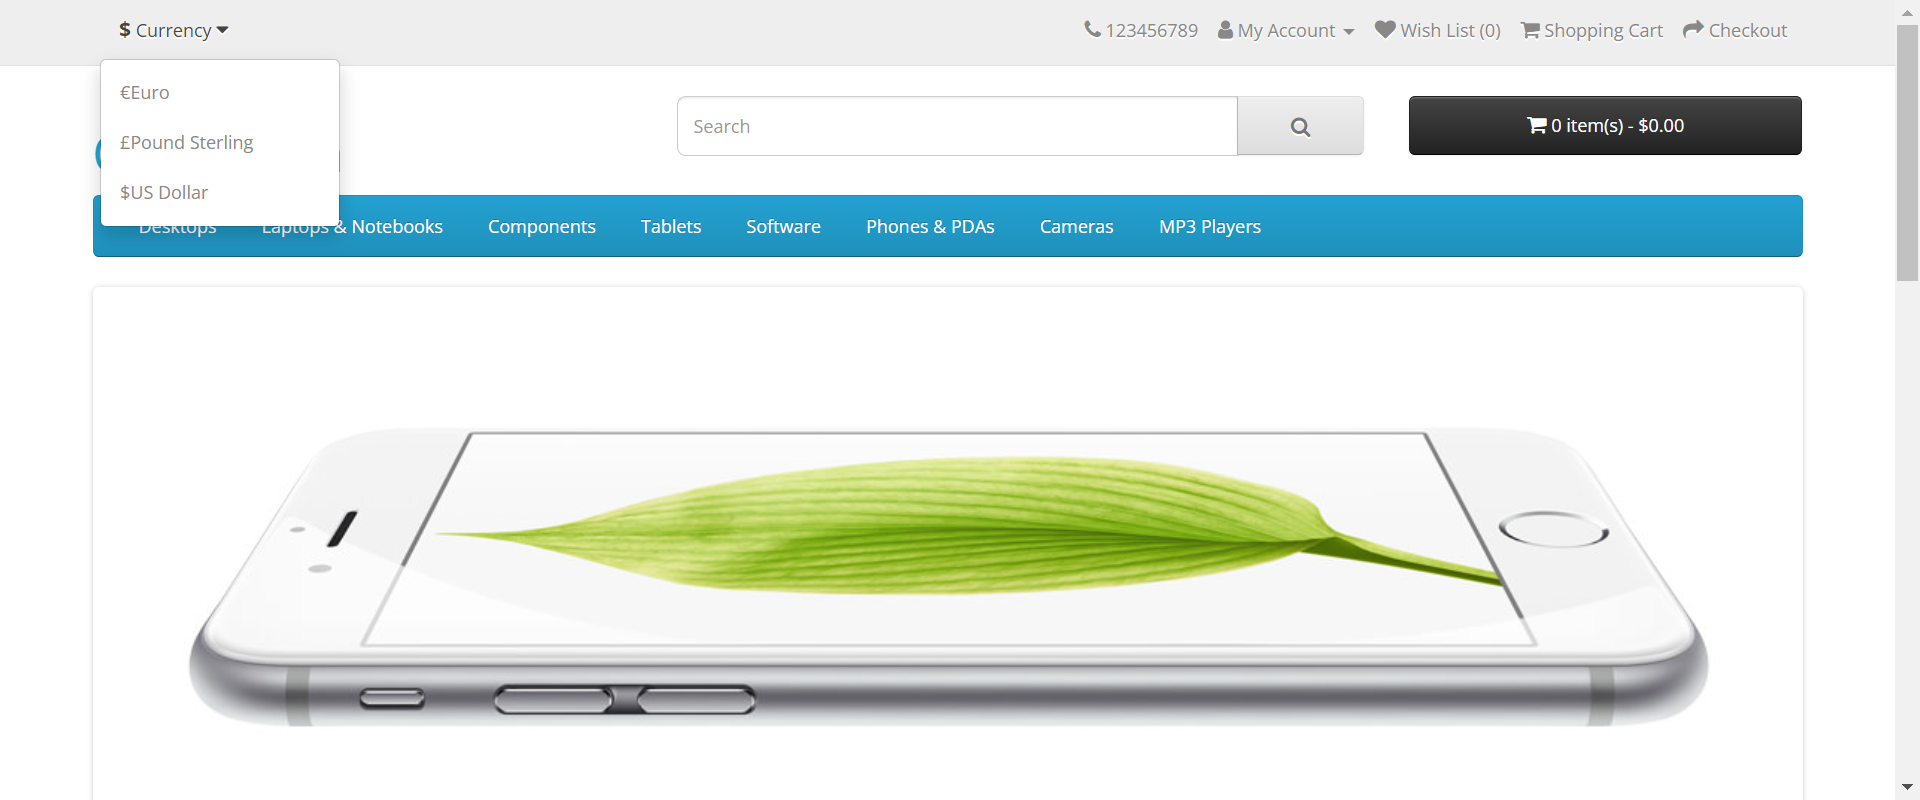 $ Currency
123456789 My Account Wish List (0) Shopping Cart Checkout
€Euro
£Pound Sterling
$US Dollar
Search
0 item(s) - $0.00
Desktops Laptops & Notebooks Components Tablets Software Phones & PDAs Cameras MP3 Players